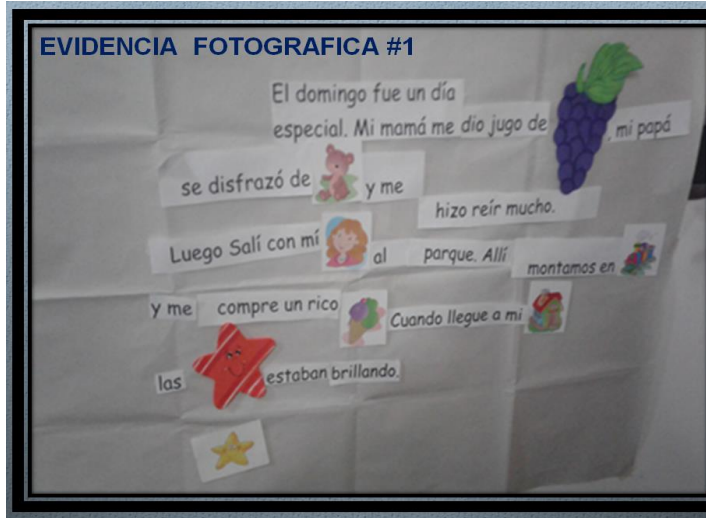 EVIDENCIA FOTOGRAFICA #1
El domingo fue un día
especial. Mi mamá me dio jugo de , mi papá
se disfrazó de y me
hizo reír mucho.
Luego Salí con mí al parque. Allí montamos en
y me compre un rico Cuando llegue a mi
las estaban brillando.